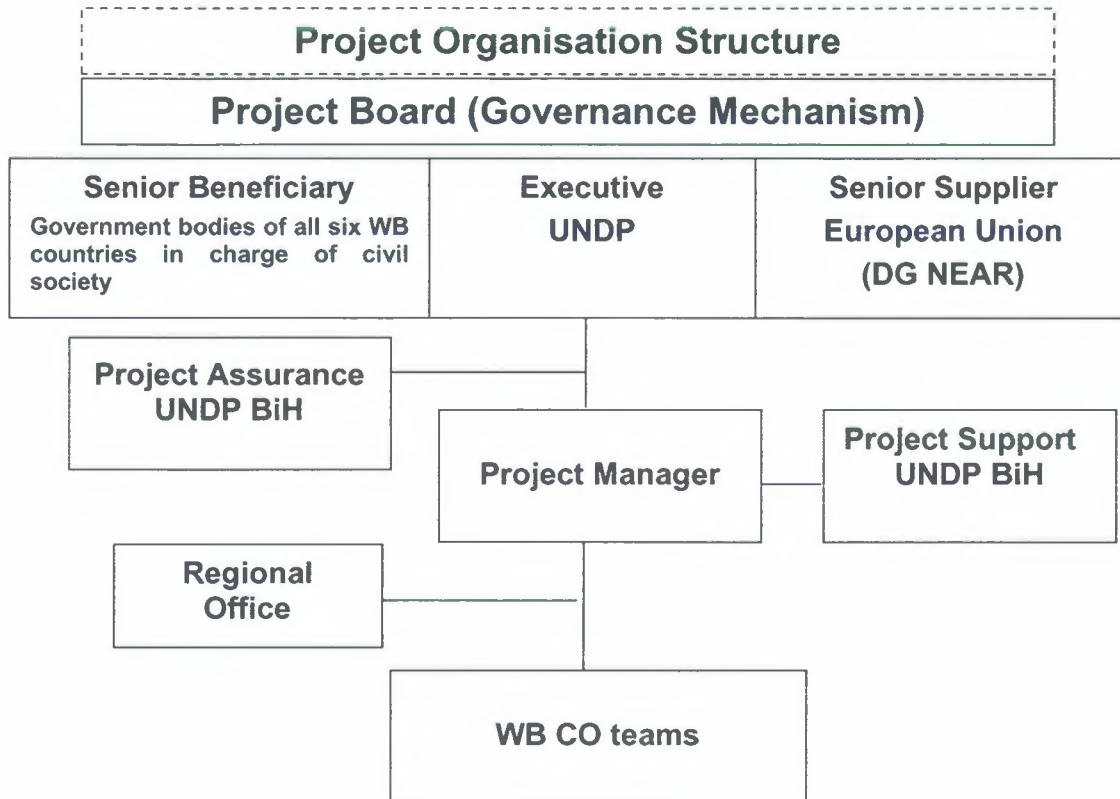 Project Organisation Structure
Project Board (Governance Mechanism)
Senior Beneficiary
Government bodies of all six WB
countries in charge of civil
society
Executive
UNDP
Senior Supplier
European Union
(DG NEAR)
Project Assurance
UNDP BiH
Project Manager
Project Support
UNDP BiH
Regional
Office
WB CO teams